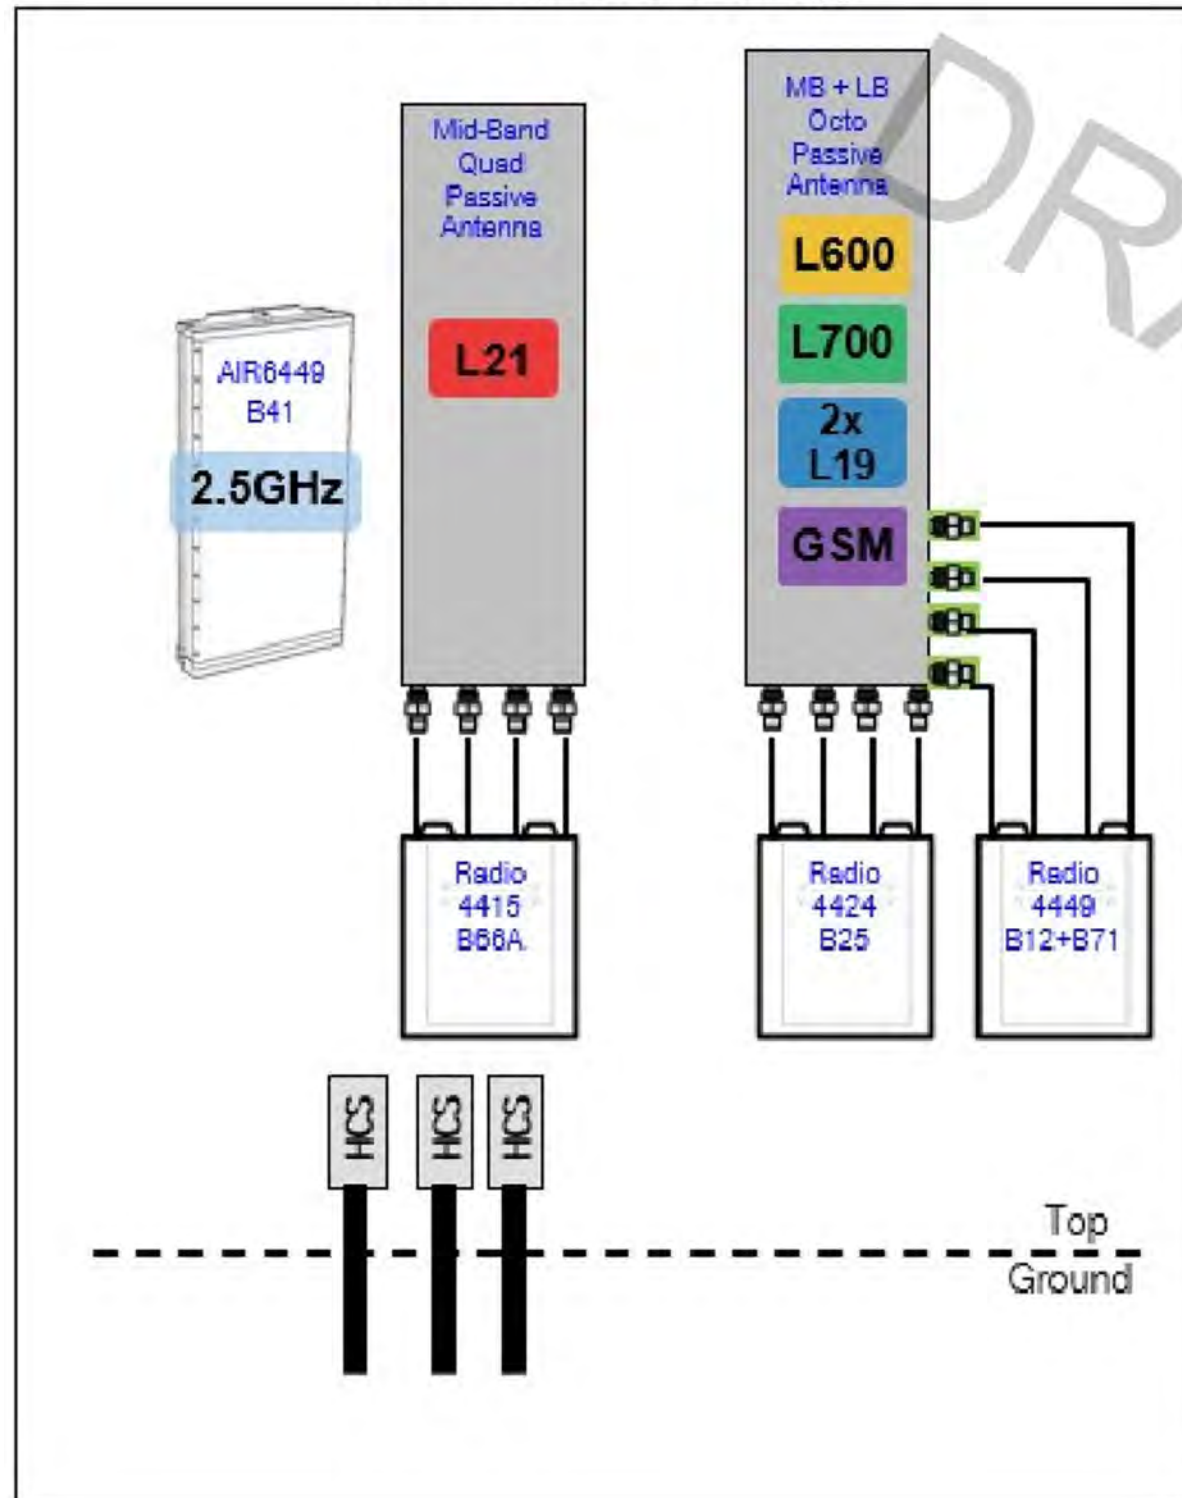 Mid-Band
Quad
Passive
Antenna
L21
MB + LB
Octo
Passive
Antenna
L600
L700
2x
L19
GSM
AIR6449
B41
2.5GHz
Radio
4415
B66A
Radio
4424
B25
Radio
4449
B12+B71
HCS
HCS
HCS
Top
Ground